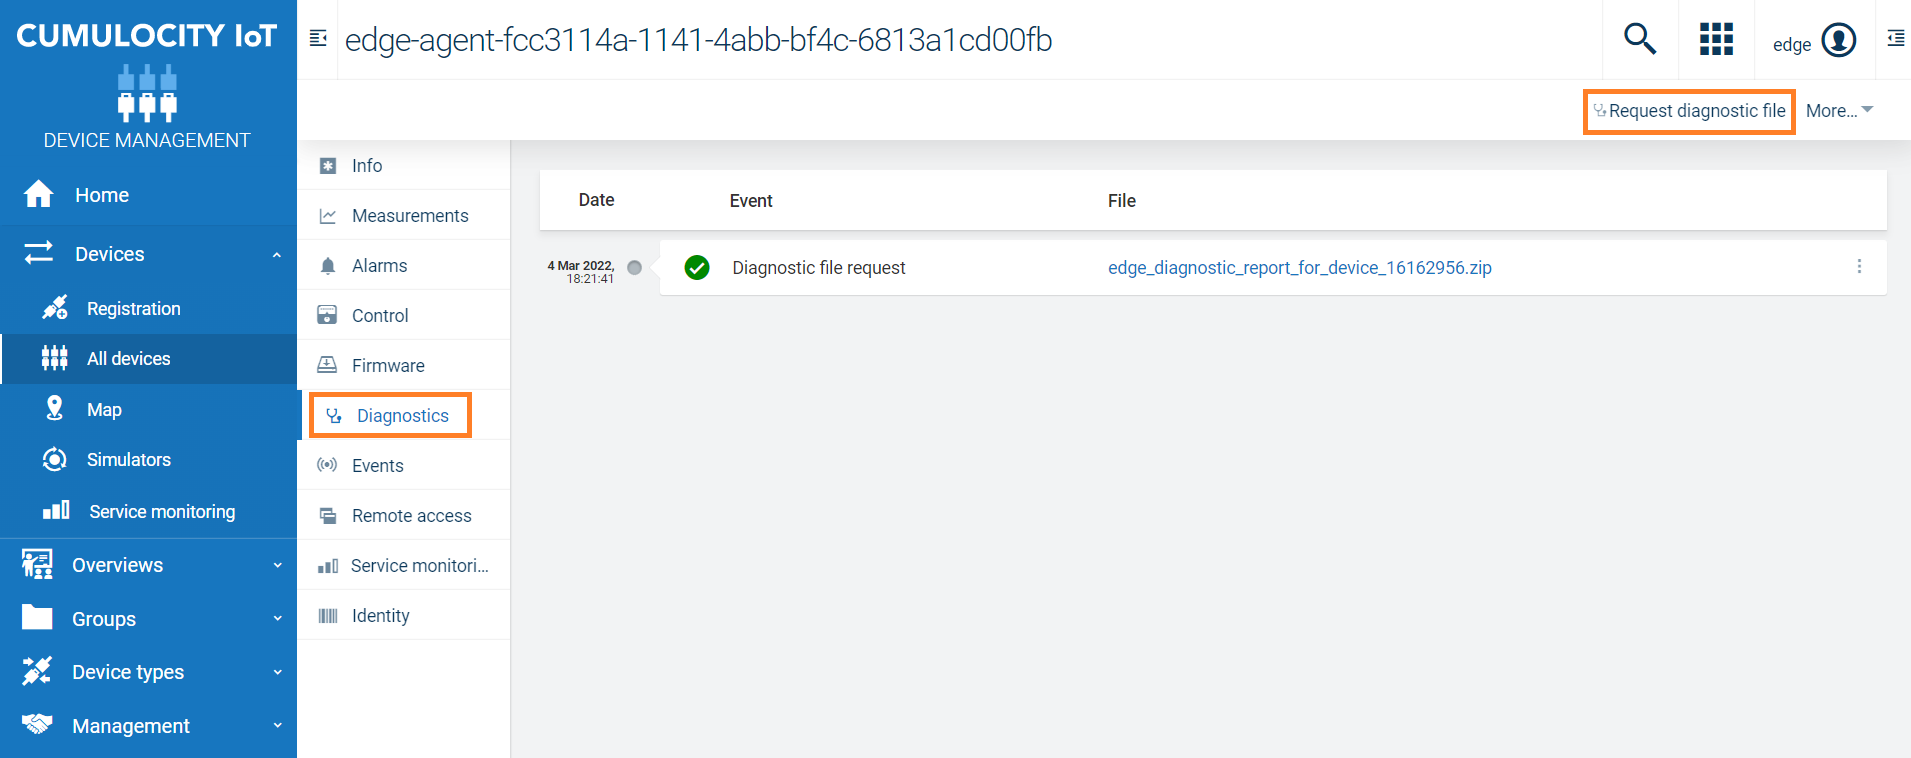 CUMULOCITY IoT
DEVICE MANAGEMENT
Home
Devices
Registration
All devices
Map
Simulators
Service monitoring
Overviews
Groups
Device types
Management
edge-agent-fcc3114a-1141-4abb-bf4c-6813a1cd00fb
edge
Request diagnostic file
More...
Info
Measurements
Alarms
Control
Firmware
Diagnostics
Events
Remote access
Service monitori...
Identity
Date Event File
4 Mar 2022,
18:21:41
Diagnostic file request
edge_diagnostic_report_for_device_16162956.zip